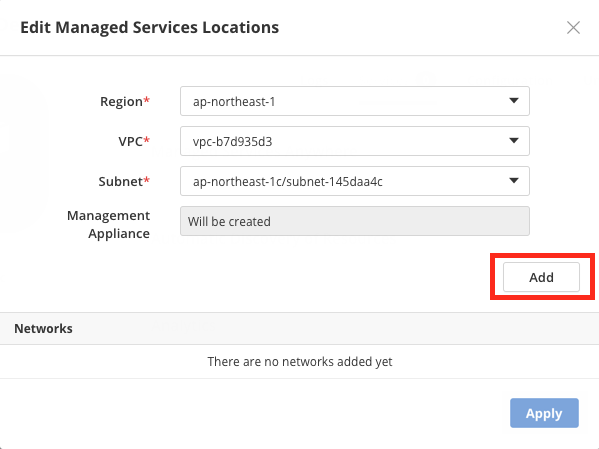 Edit Managed Services Locations
Region* ap-northeast-1
VPC* vpc-b7d935d3
Subnet* ap-northeast-1c/subnet-145daa4c
Management
Appliance
Will be created
Add
Networks
There are no networks added yet
Apply